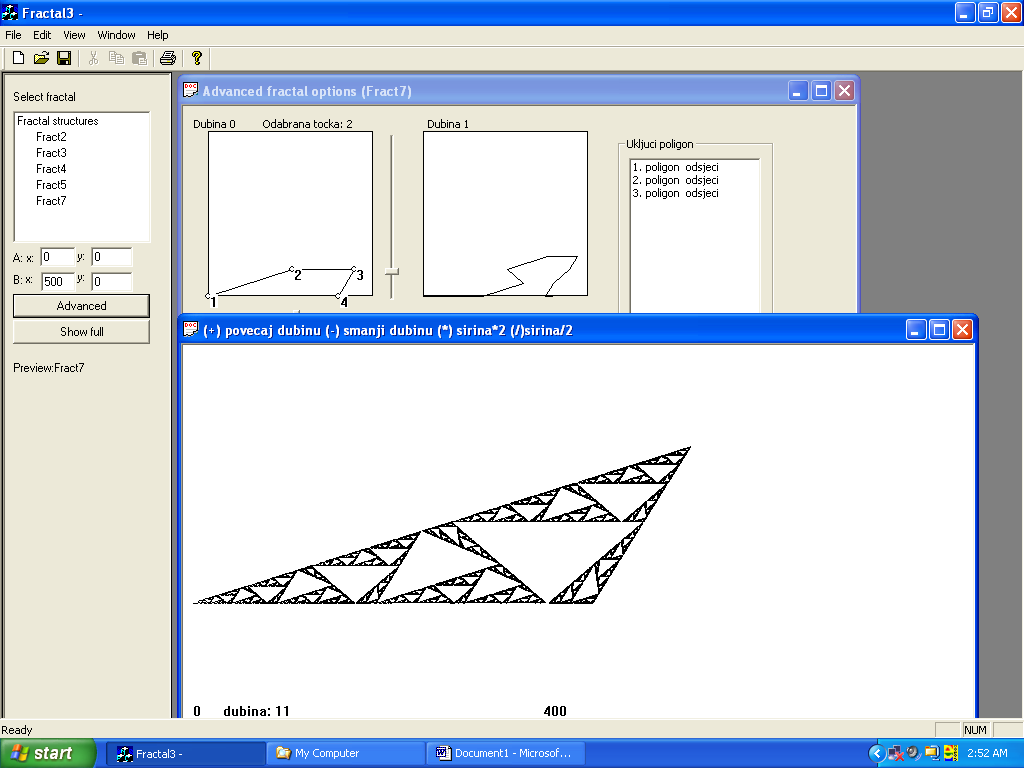 Fractal3 -
File Edit View Window Help
Select fractal
Fractal structures
Fract2
Fract3
Fract4
Fract5
Fract7
A: x: 0 y: 0
B: x: 500 y: 0
Advanced
Show full
Preview:Fract7
Advanced fractal options (Fract7)
Dubina 0 Odabrana tocka: 2 Dubina 1
Ukljuci poligon
1. poligon odsjeci
2. poligon odsjeci
3. poligon odsjeci
2 3
1 4
(+) povecaj dubinu (-) smanji dubinu (*) sirina*2 (/)sirina/2
0 dubina: 11 400
Ready NUM
start Fractal3 - My Computer Document1 - Microsof... 2:52 AM